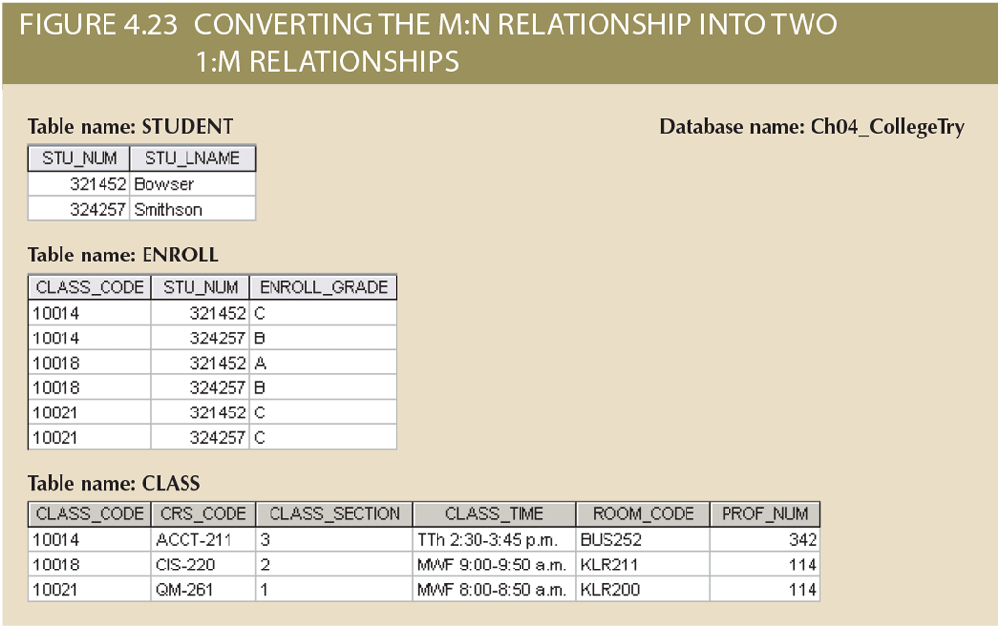 FIGURE 4.23 CONVERTING THE M:N RELATIONSHIP INTO TWO
1:M RELATIONSHIPS
Table name: STUDENT
Database name: Ch04_CollegeTry
STU_NUM STU_LNAME
321452 Bowser
324257 Smithson
Table name: ENROLL
CLASS_CODE STU_NUM ENROLL_GRADE
10014 321452 C
10014 324257 B
10018 321452 A
10018 324257 B
10021 321452 C
10021 324257 C
Table name: CLASS
CLASS_CODE CRS_CODE CLASS_SECTION CLASS_TIME ROOM_CODE PROF_NUM
10014 ACCT-211 3 TTh 2:30-3:45 p.m. BUS252 342
10018 CIS-220 2 MWF 9:00-9:50 a.m. KLR211 114
10021 QM-261 1 MWF 8:00-8:50 a.m. KLR200 114